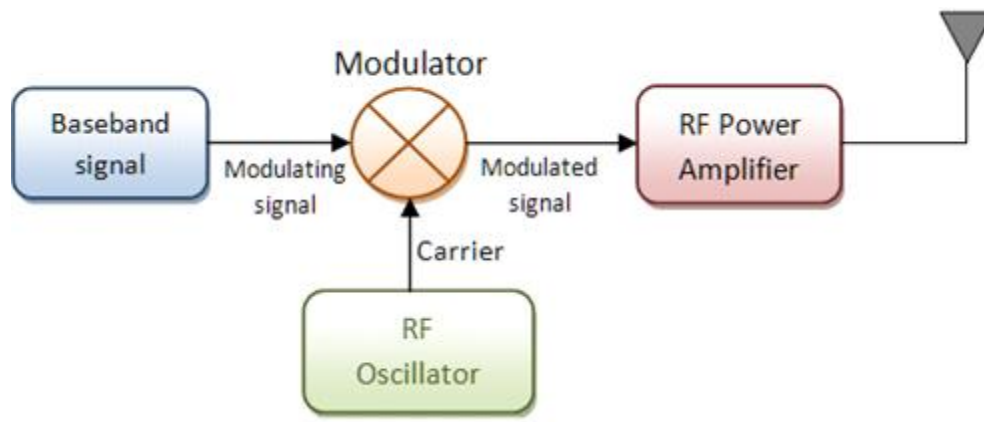 Modulator
Baseband
signal
Modulating
signal
Modulated
signal
RF Power
Amplifier
Carrier
RF
Oscillator